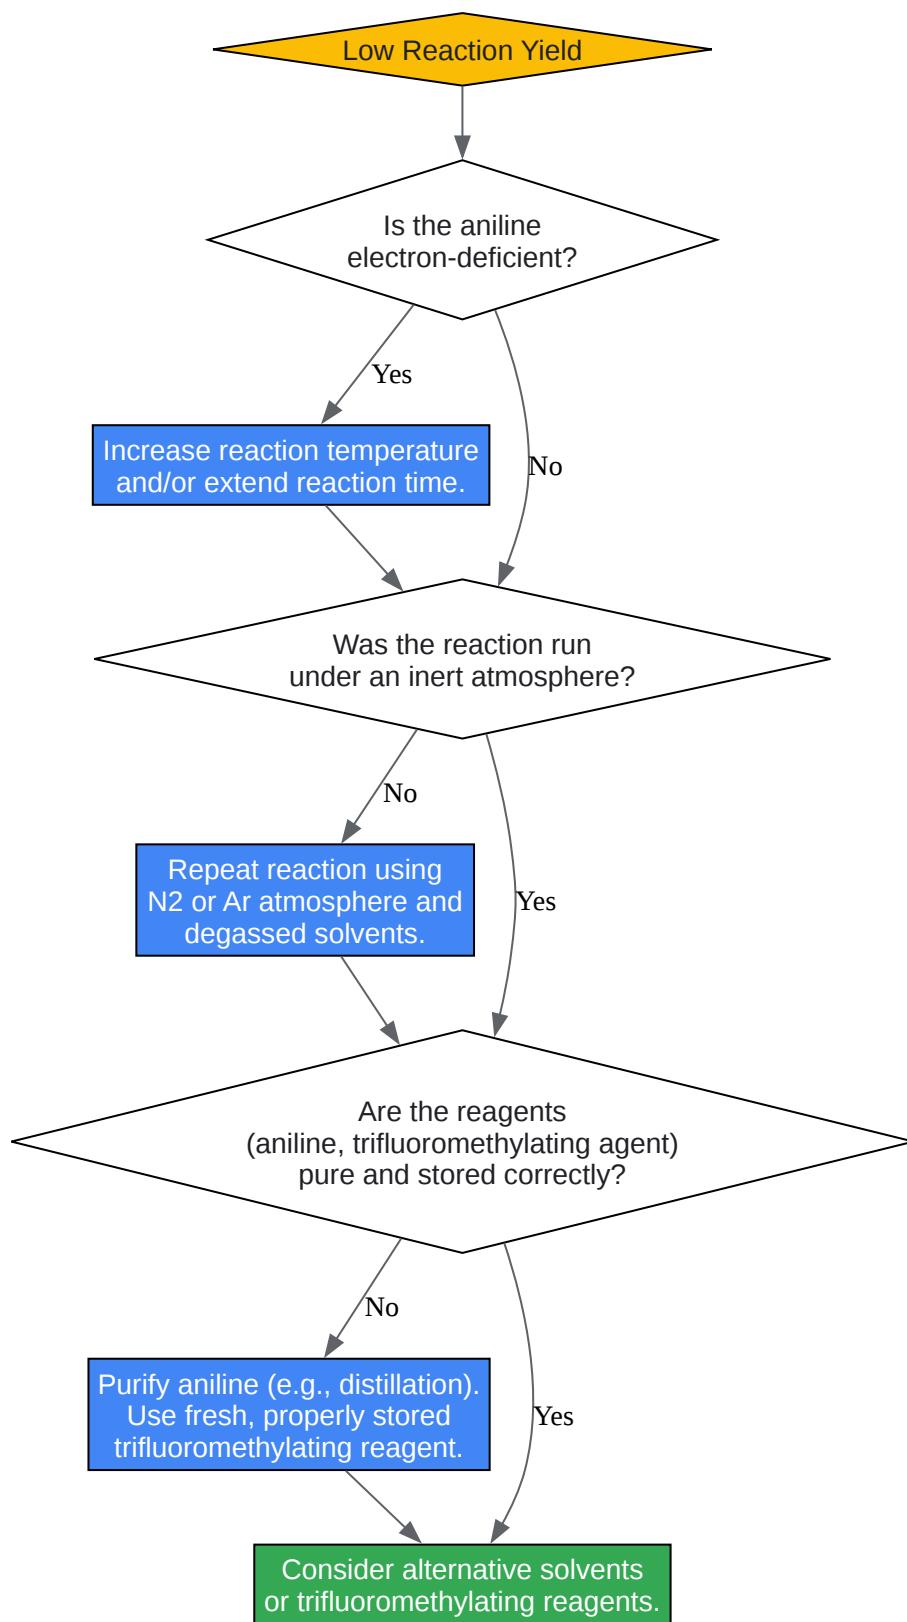 Low Reaction Yield
Is the aniline
electron-deficient?
Yes
Increase reaction temperature
and/or extend reaction time.
No
Was the reaction run
under an inert atmosphere?
No
Repeat reaction using
N2 or Ar atmosphere and
degassed solvents.
Yes
Are the reagents
(aniline, trifluoromethylating agent)
pure and stored correctly?
No
Purify aniline (e.g., distillation).
Use fresh, properly stored
trifluoromethylating reagent.
Yes
Consider alternative solvents
or trifluoromethylating reagents.